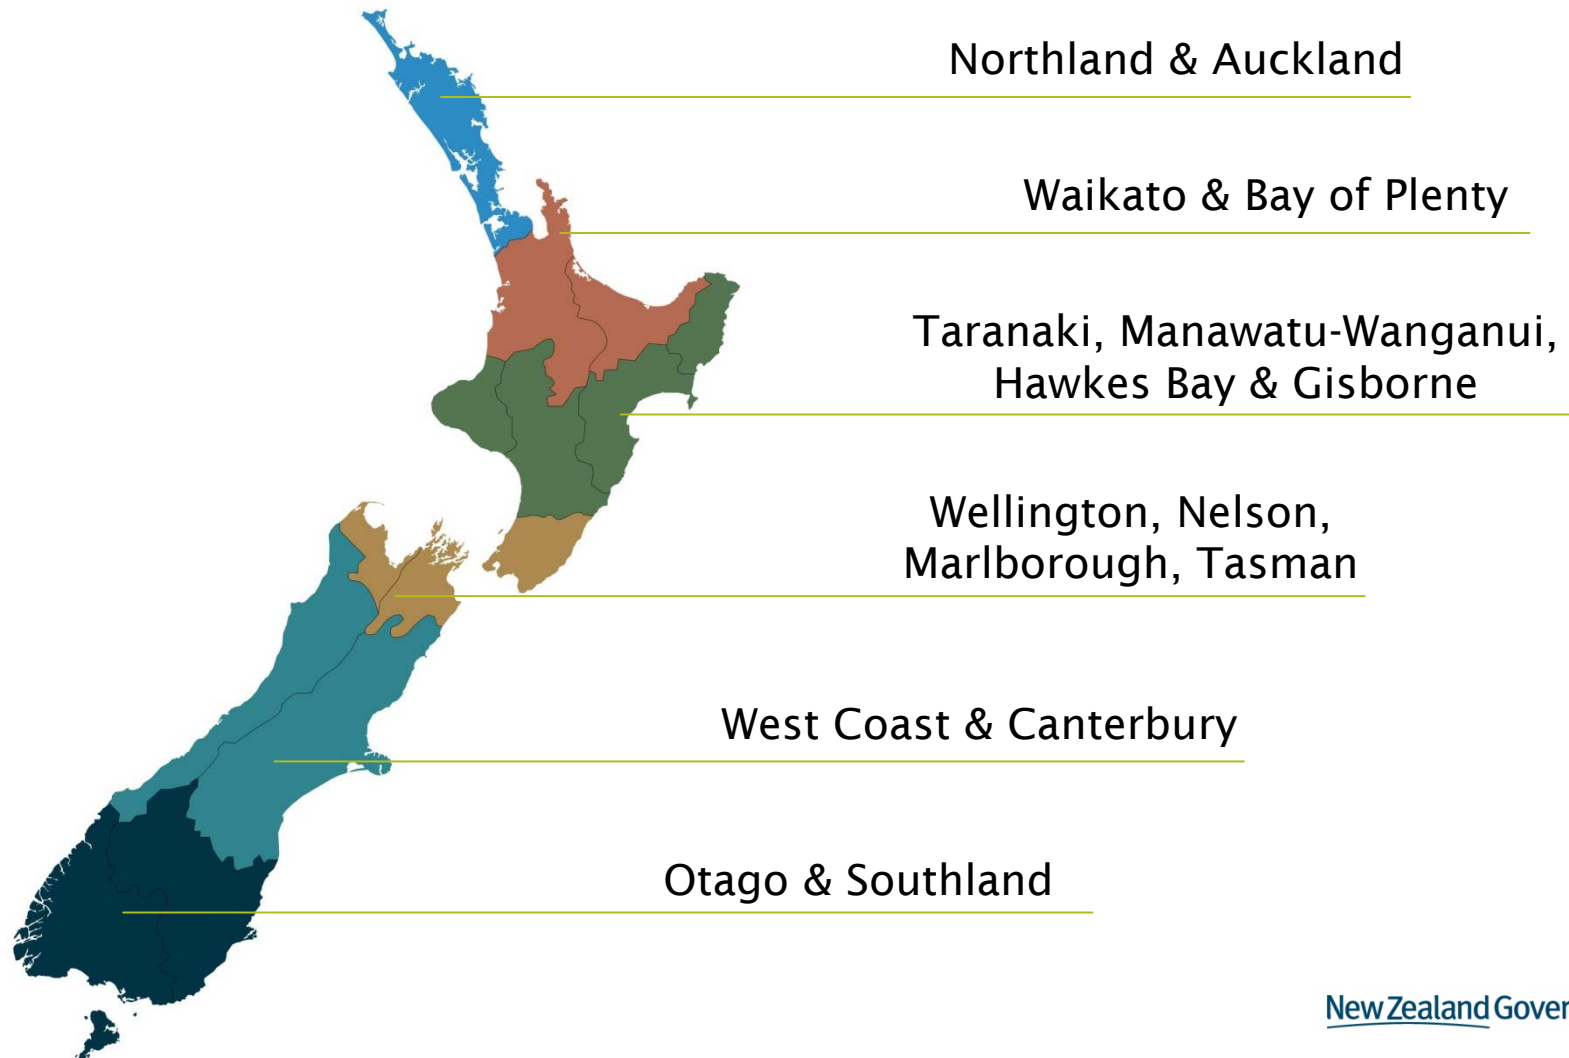 Northland & Auckland
Waikato & Bay of Plenty
Taranaki, Manawatu-Wanganui,
Hawkes Bay & Gisborne
Wellington, Nelson,
Marlborough, Tasman
West Coast & Canterbury
Otago & Southland
New Zealand Gover